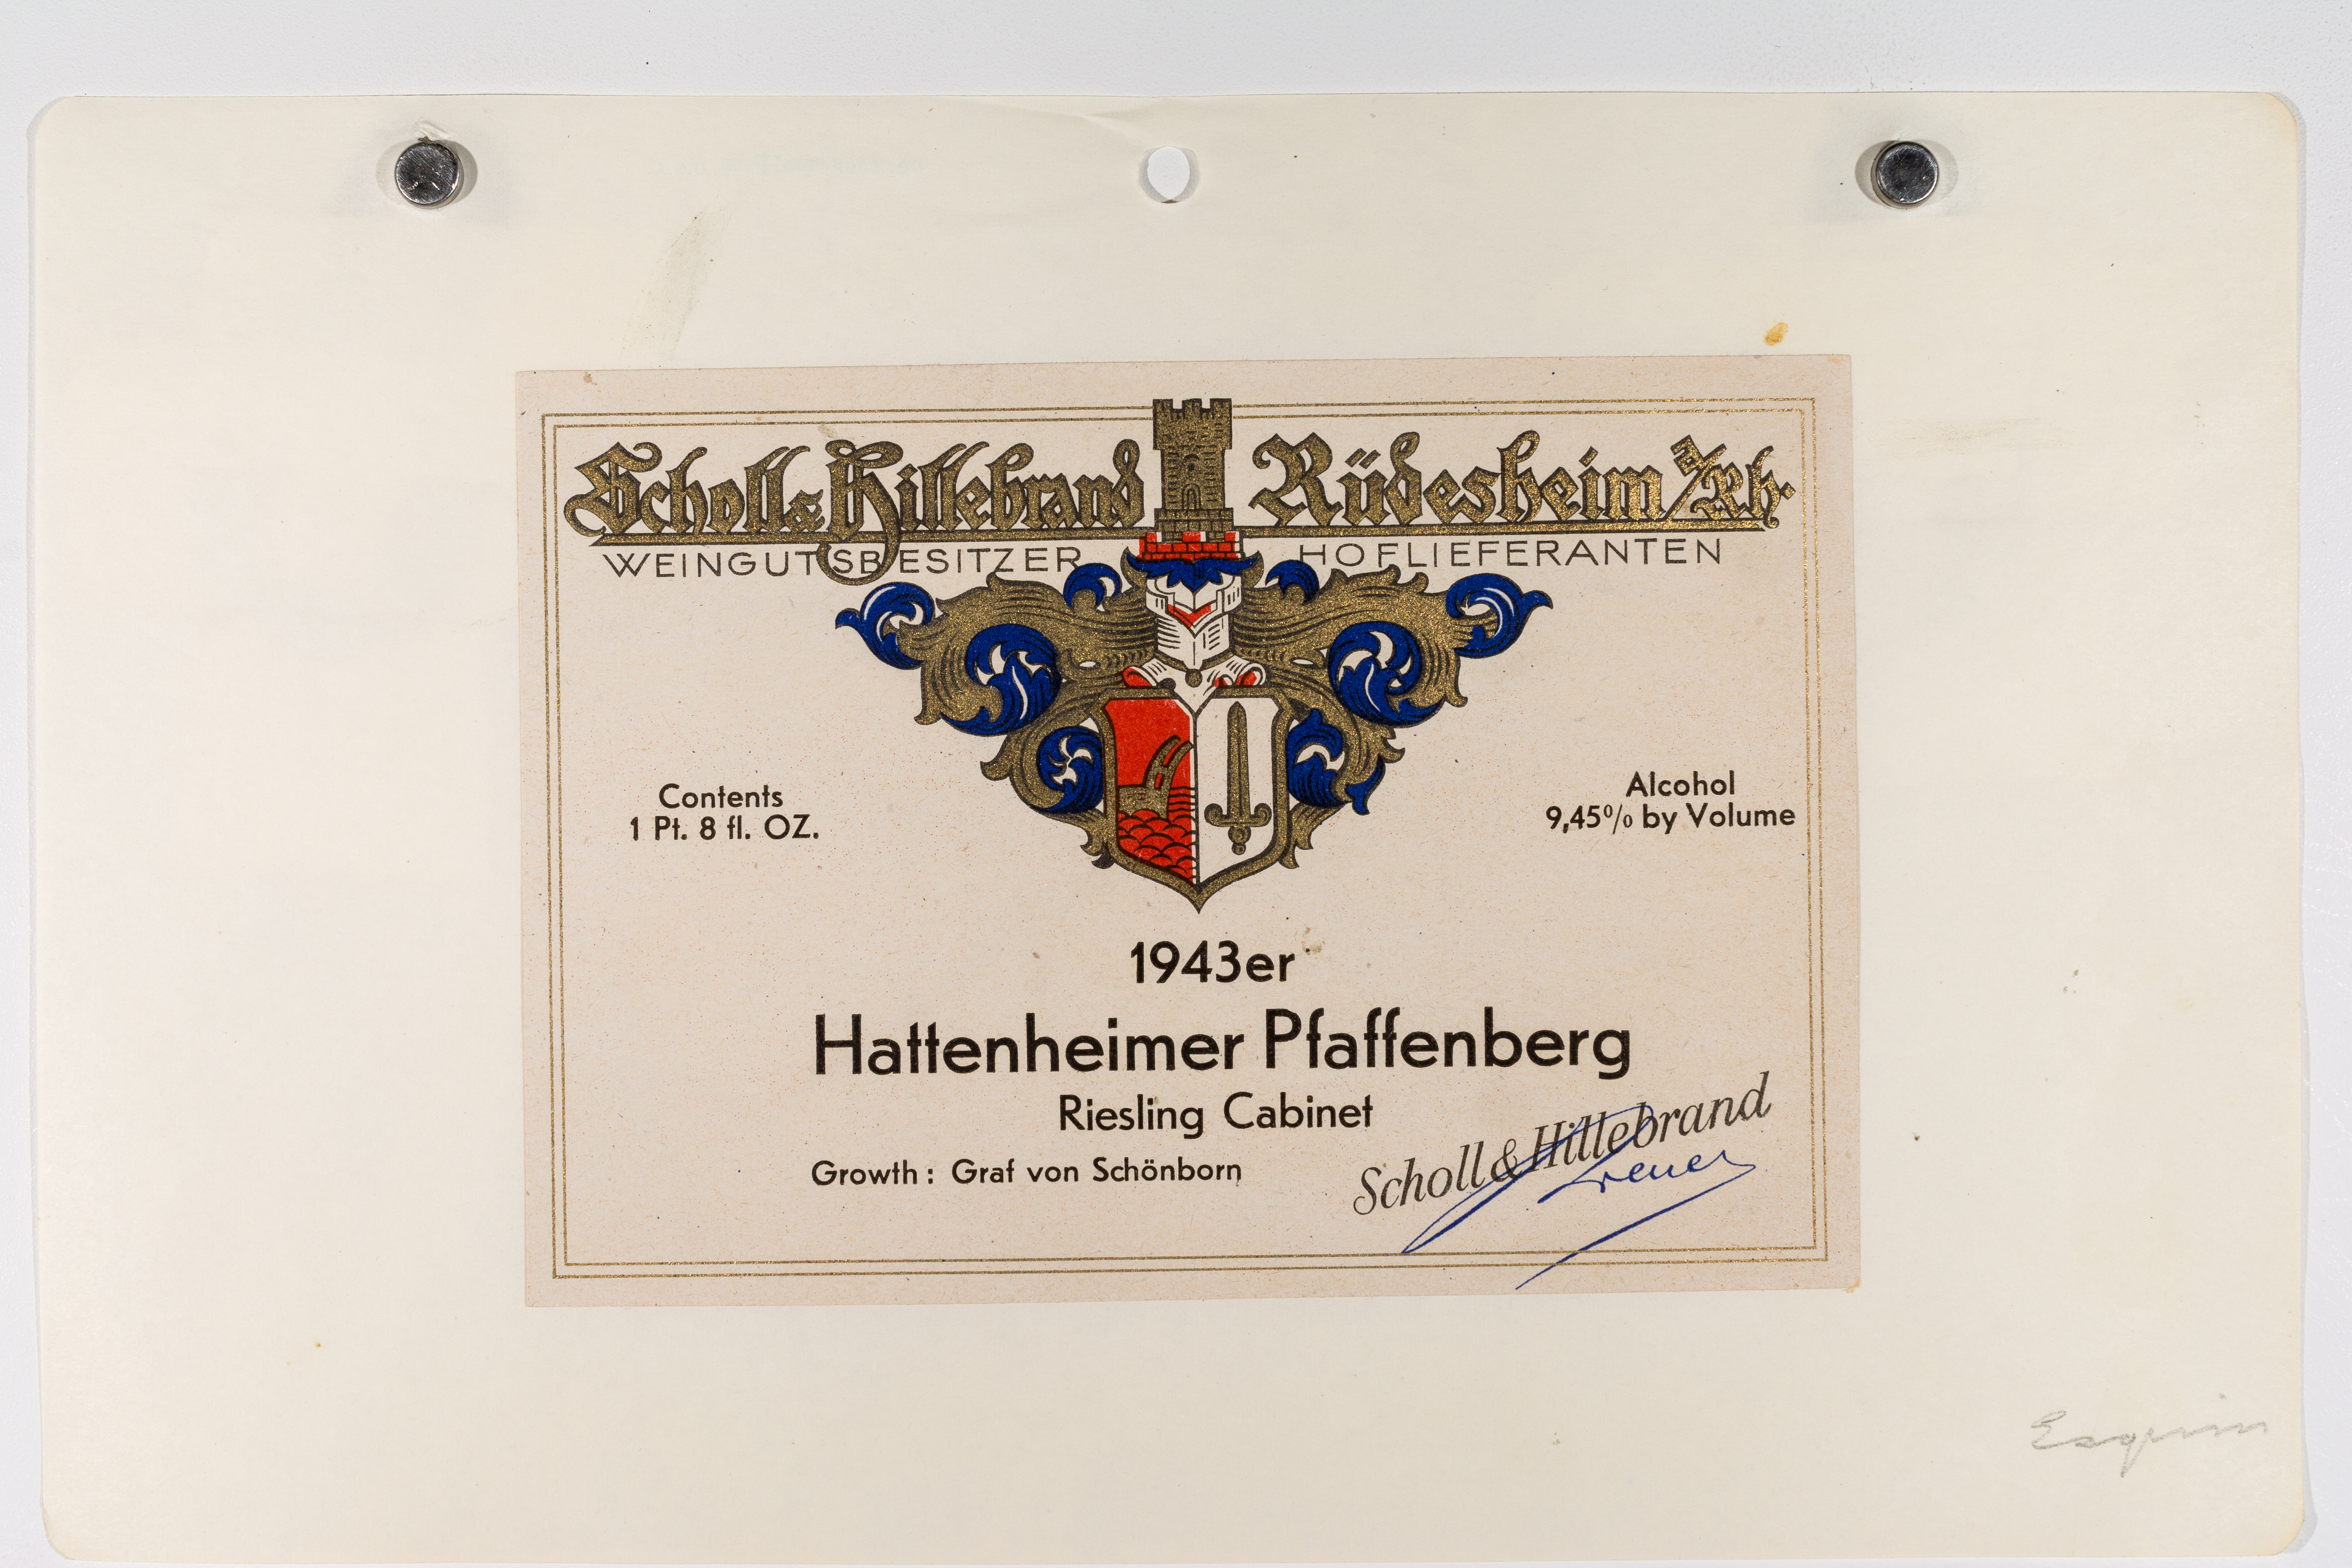 Scholl & Hillebrand Rüdesheim a/Rh.
WEINGUTSBESITZER HOFLIEFERANTEN
Contents
1 Pt. 8 fl. OZ.
Alcohol
9,45% by Volume
1943er
Hattenheimer Pfaffenberg
Riesling Cabinet
Growth: Graf von Schönborn
Scholl & Hillebrand
Esquin